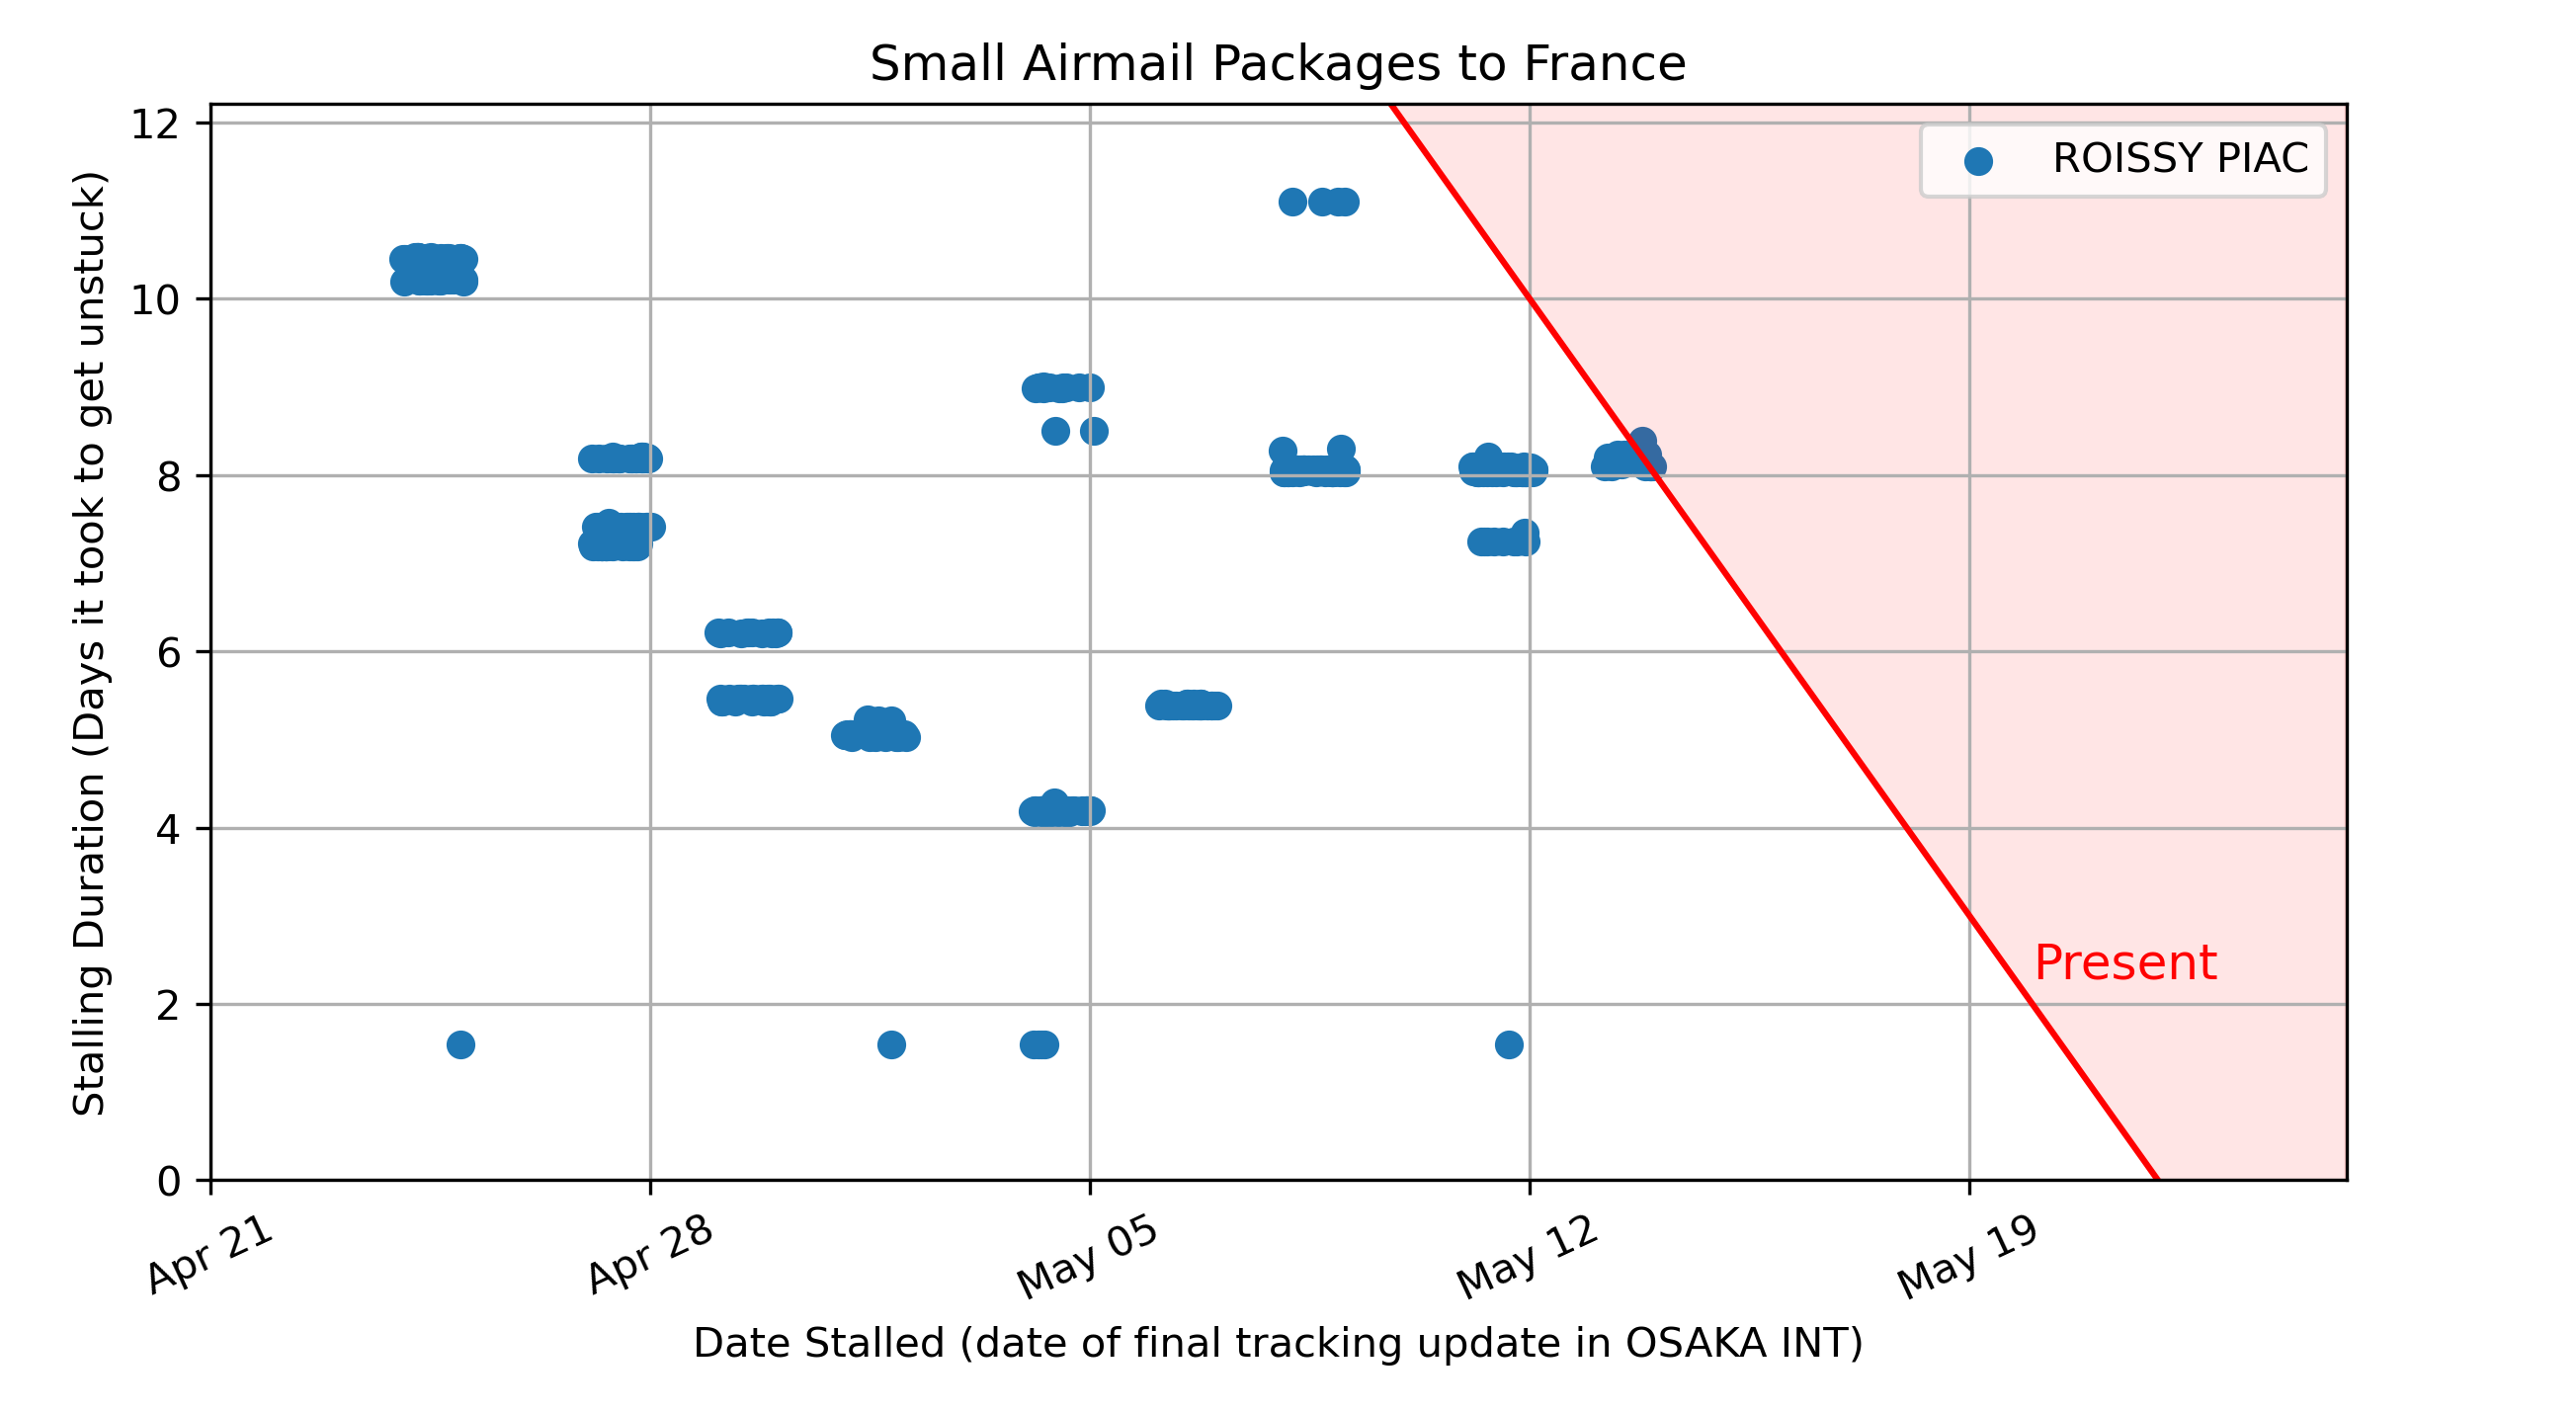 Small Airmail Packages to France
Stalling Duration (Days it took to get unstuck)
12
10
8
6
4
2
0
ROISSY PIAC
Present
Apr 21
Apr 28
May 05
May 12
May 19
Date Stalled (date of final tracking update in OSAKA INT)